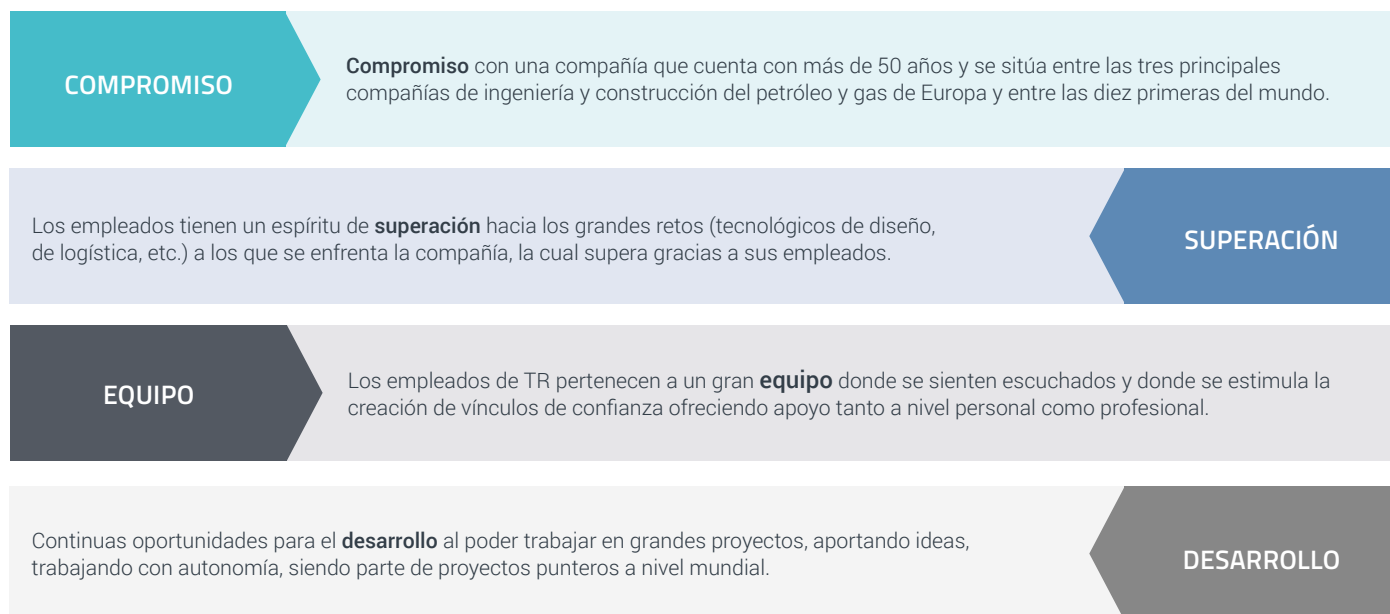 COMPROMISO
Compromiso con una compañía que cuenta con más de 50 años y se sitúa entre las tres principales
compañías de ingeniería y construcción del petróleo y gas de Europa y entre las diez primeras del mundo.
Los empleados tienen un espíritu de superación hacia los grandes retos (tecnológicos de diseño,
de logística, etc.) a los que se enfrenta la compañía, la cual supera gracias a sus empleados.
SUPERACIÓN
EQUIPO
Los empleados de TR pertenecen a un gran equipo donde se sienten escuchados y donde se estimula la
creación de vínculos de confianza ofreciendo apoyo tanto a nivel personal como profesional.
Continuas oportunidades para el desarrollo al poder trabajar en grandes proyectos, aportando ideas,
trabajando con autonomía, siendo parte de proyectos punteros a nivel mundial.
DESARROLLO